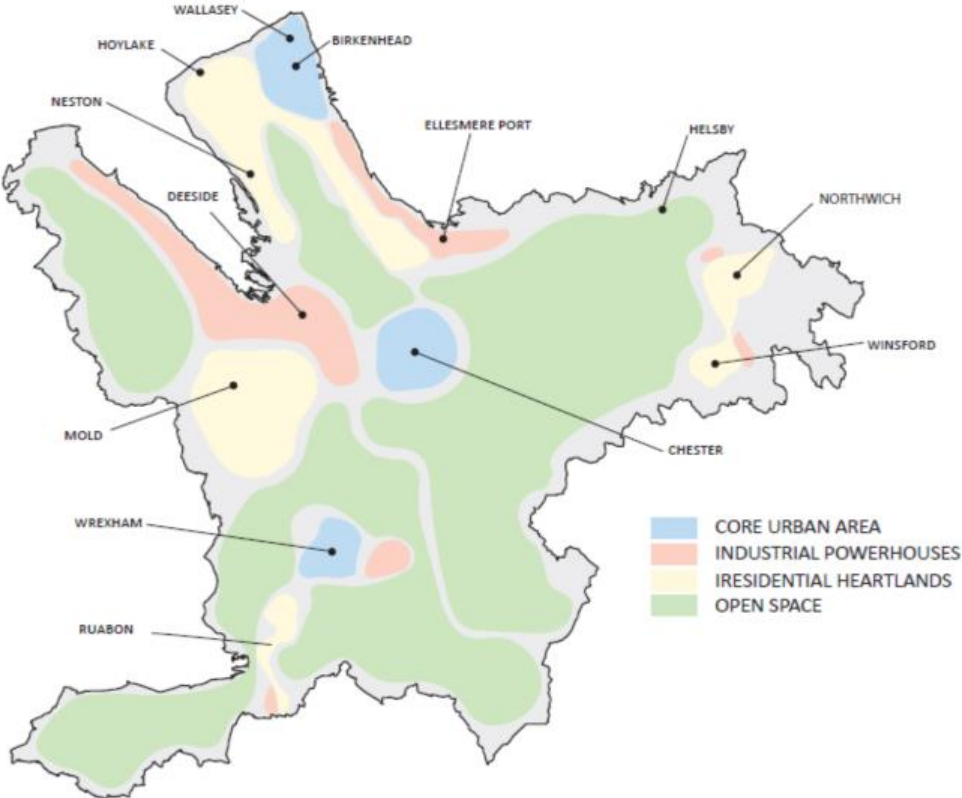 WALLASEY
BIRKENHEAD
HOYLAKE
NESTON
ELLESMERE PORT
HELSBY
DEESIDE
NORTHWICH
WINSFORD
MOLD
CHESTER
WREXHAM
CORE URBAN AREA
INDUSTRIAL POWERHOUSES
IRESIDENTIAL HEARTLANDS
OPEN SPACE
RUABON